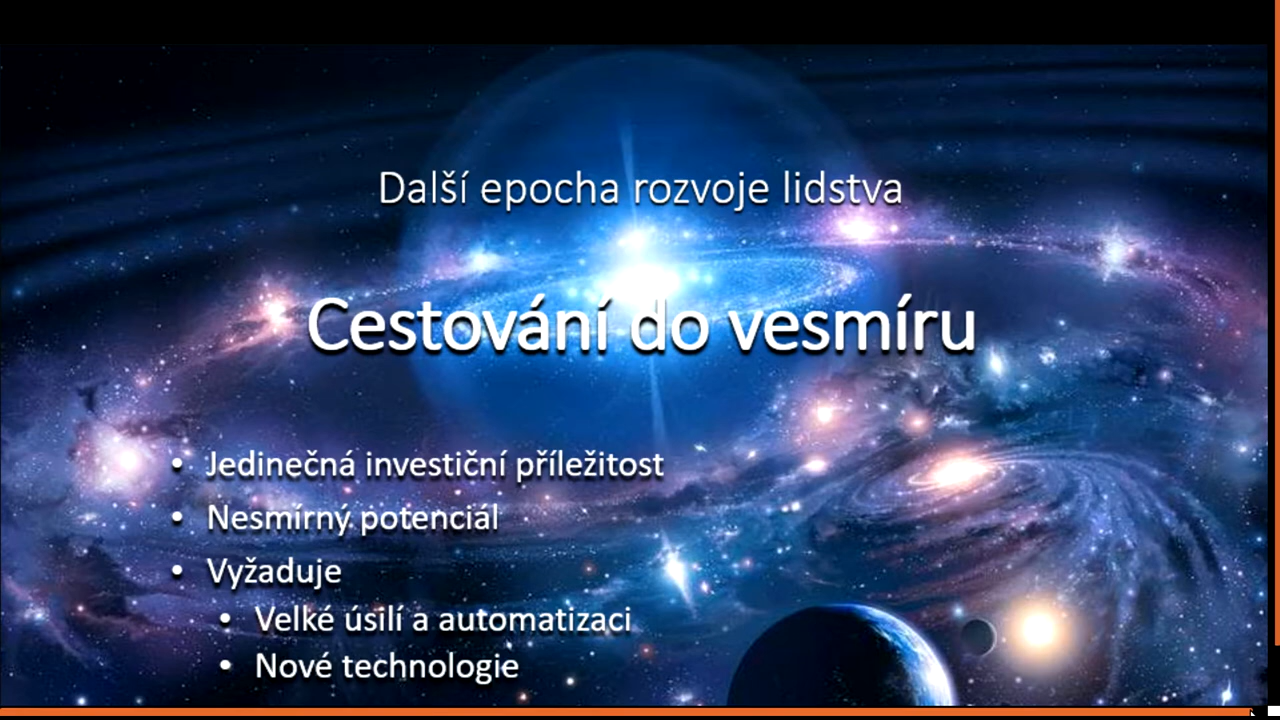 Další epocha rozvoje lidstva
Cestování do vesmíru
• Jedinečná investiční příležitost
• Nesmírný potenciál
• Vyžaduje
• Velké úsilí a automatizaci
• Nové technologie